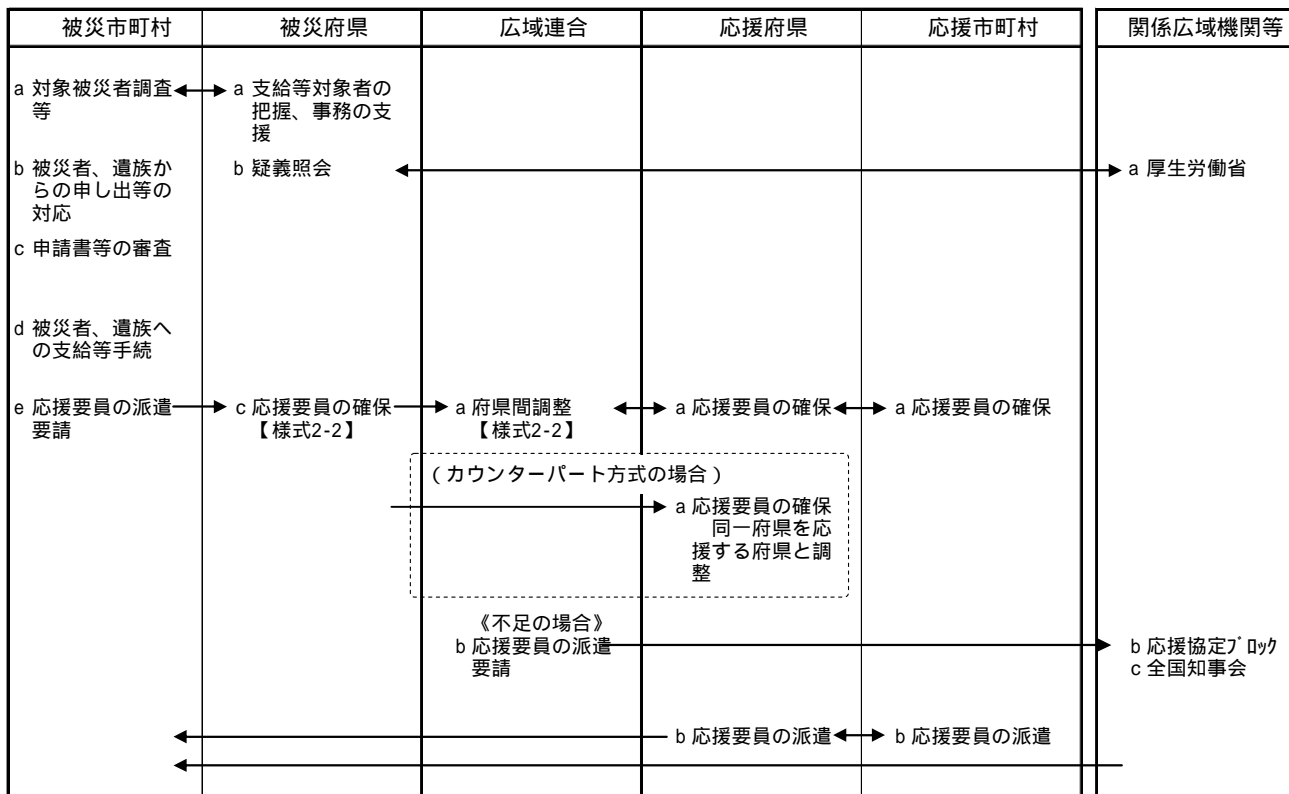 被災市町村 被災府県 広域連合 応援府県 応援市町村 関係広域機関等
a 対象被災者調査
等
a 支給等対象者の
把握、事務の支
援
b 被災者、遺族か
らの申し出等の
対応
b 疑義照会
a 厚生労働省
c 申請書等の審査
d 被災者、遺族へ
の支給等手続
e 応援要員の派遣
要請
c 応援要員の確保
【様式2-2】
a 府県間調整
【様式2-2】
a 応援要員の確保
a 応援要員の確保
（カウンターパート方式の場合）
a 応援要員の確保
同一府県を応
援する府県と調
整
《不足の場合》
b 応援要員の派遣
要請
b 応援協定ﾌﾞﾛｯｸ
c 全国知事会
b 応援要員の派遣
b 応援要員の派遣